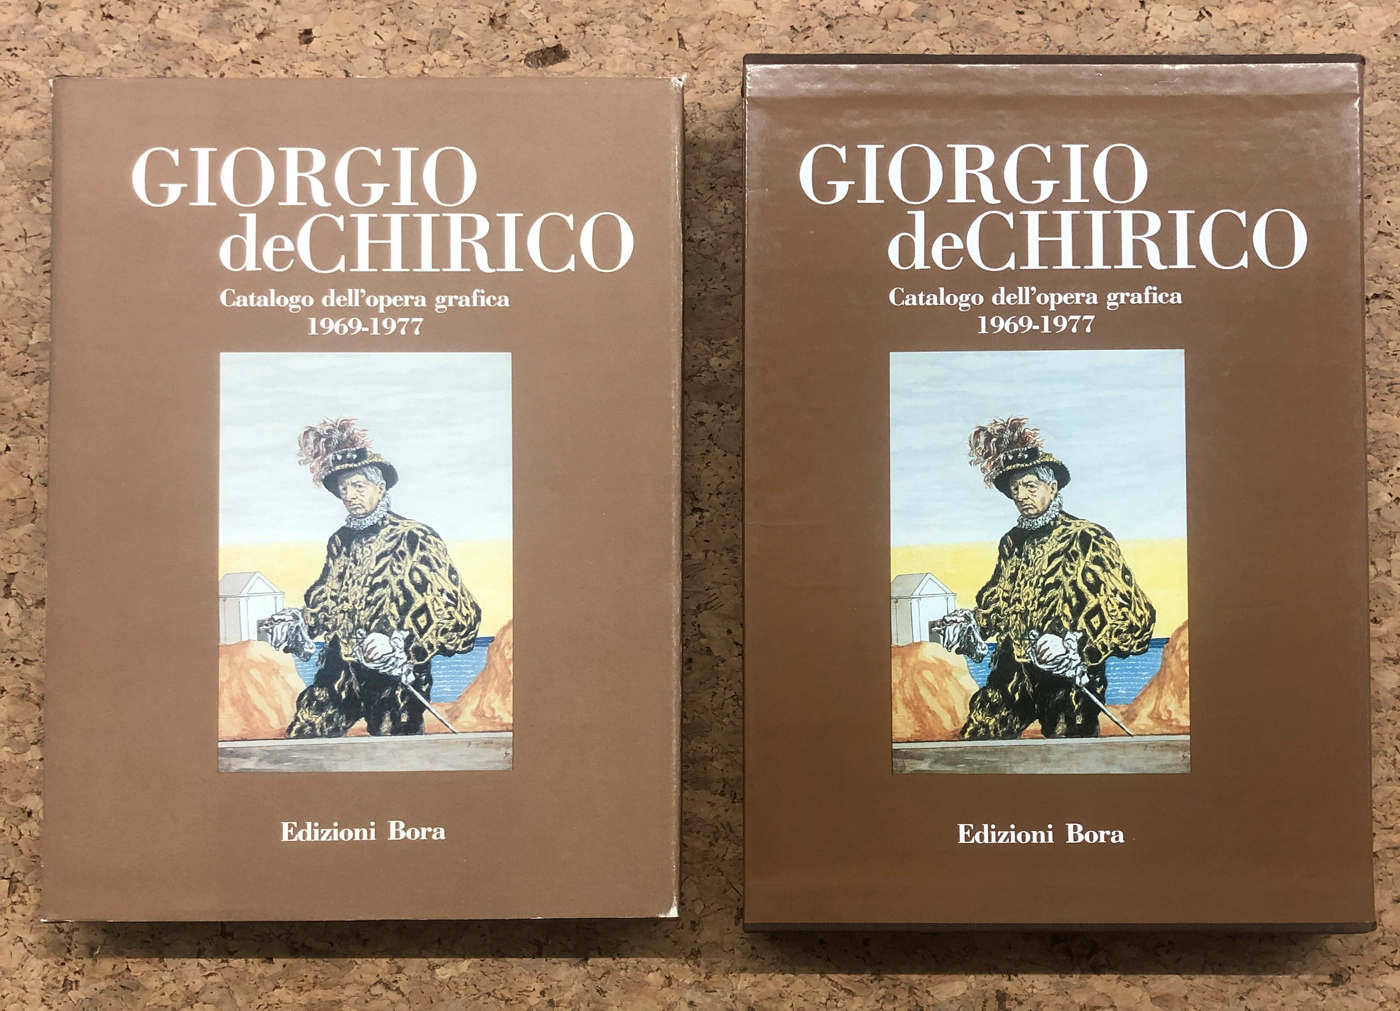 GIORGIO
deCHIRICO
Catalogo dell'opera grafica
1969-1977
Edizioni Bora
GIORGIO
deCHIRICO
Catalogo dell'opera grafica
1969-1977
Edizioni Bora